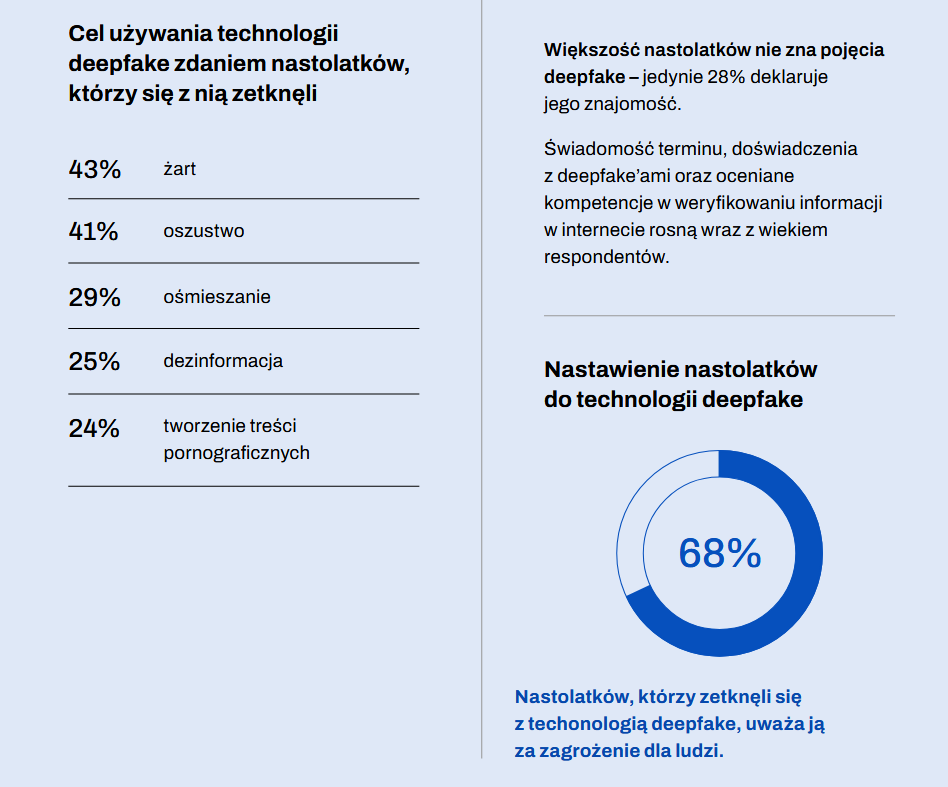 Cel używania technologii
deepfake zdaniem nastolatków,
którzy się z nią zetknęli
43% żart
41% oszustwo
29% ośmieszanie
25% dezinformacja
24% tworzenie treści
pornograficznych
Większość nastolatków nie zna pojęcia
deepfake – jedynie 28% deklaruje
jego znajomość.
Świadomość terminu, doświadczenia
z deepfake’ami oraz oceniane
kompetencje w weryfikowaniu informacji
w internecie rosną wraz z wiekiem
respondentów.
Nastawienie nastolatków
do technologii deepfake
68%
Nastolatków, którzy zetknęli się
z techonologią deepfake, uważa ją
za zagrożenie dla ludzi.